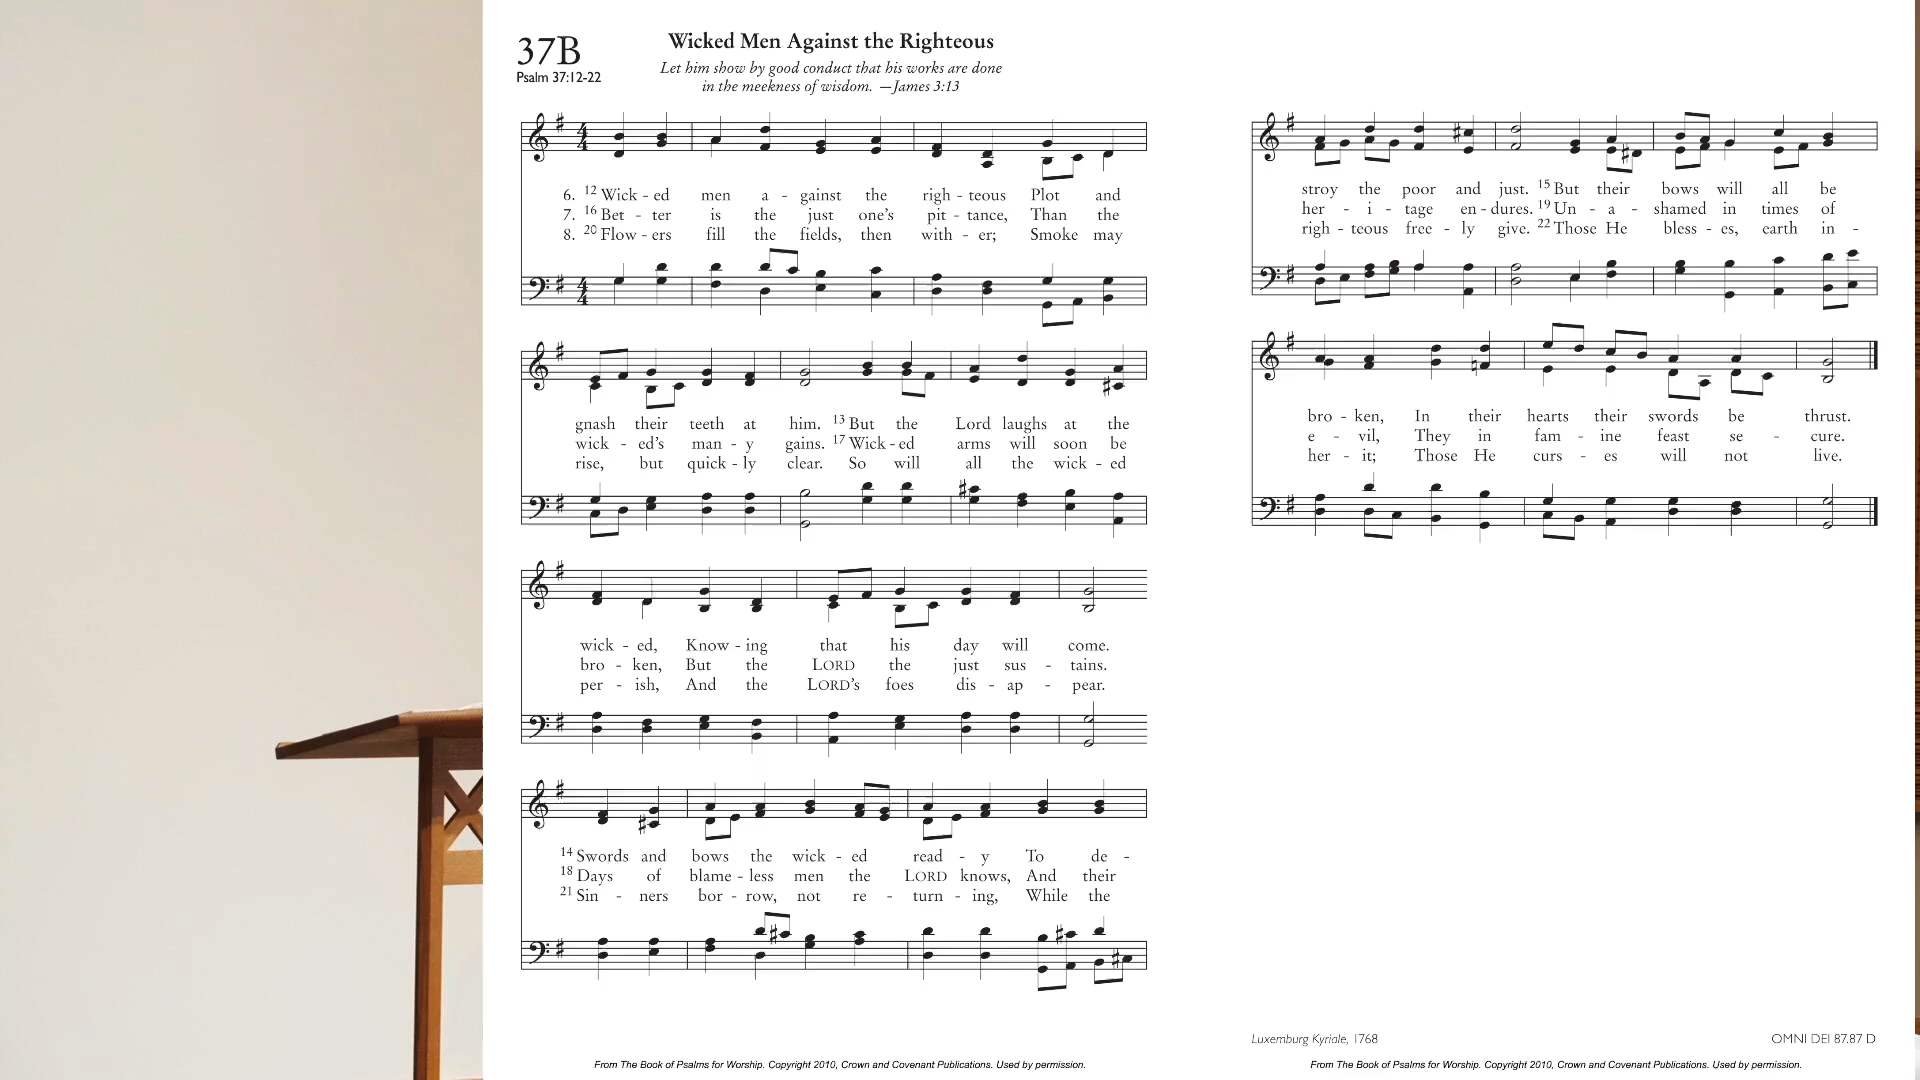 37B
Psalm 37:12-22
Wicked Men Against the Righteous
Let him show by good conduct that his works are done
in the meekness of wisdom. —James 3:13
6. 12 Wick - ed men a - gainst the righ - teous Plot and
7. 16 Bet - ter is the just one's pit - tance, Than the
8. 20 Flow - ers fill the fields, then with - er; Smoke may
gnash their teeth at him. 13 But the Lord laughs at the
wick - ed's man - y gains. 17 Wick - ed arms will soon be
rise, but quick - ly clear. So will all the wick - ed
wick - ed, Know - ing that his day will come.
bro - ken, But the LORD the just sus - tains.
per - ish, And the LORD'S foes dis - ap - pear.
14 Swords and bows the wick - ed read - y To de -
18 Days of blame - less men the LORD knows, And their
21 Sin - ners bor - row, not re - turn - ing, While the
From The Book of Psalms for Worship. Copyright 2010, Crown and Covenant Publications. Used by permission.
stroy the poor and just. 15 But their bows will all be
her - i - tage en - dures. 19 Un - a - shamed in times of
righ - teous free - ly give. 22 Those He bless - es, earth in -
bro - ken, In their hearts their swords be thrust.
e - vil, They in fam - ine feast se - cure.
her - it; Those He curs - es will not live.
Luxemburg Kyriale, 1768
OMNI DEI 87.87 D
From The Book of Psalms for Worship. Copyright 2010, Crown and Covenant Publications. Used by permission.